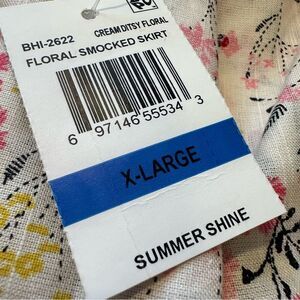 CREAM DITSY FLORAL
BHI-2622
FLORAL SMOCKED SKIRT
6 97146 55534 3
X-LARGE
SUMMER SHINE